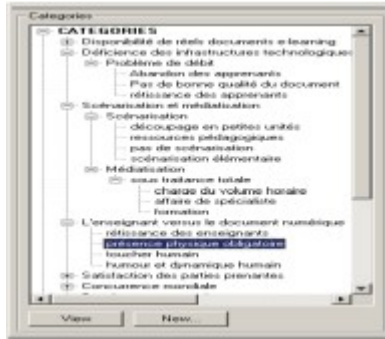 Categories
CATEGORIES
Disponibilité de réels documents e-learning
Déficience des infrastructures technologiques
Problème de débit
Abandon des apprenants
Pas de bonne qualité du document
rétissance des apprenants
Scénarisation et médiatisation
Scénarisation
découpage en petites unités
ressources pédagogiques
pas de scénarisation
scénarisation élémentaire
Médiatisation
sous traitance totale
charge du volume horaire
affaire de spécialiste
formation
L'enseignant versus le document numérique
rétissance des enseignants
présence physique obligatoire
toucher humain
humour et dynamique humain
Satisfaction des parties prenantes
Concurrence mondiale
View
New...